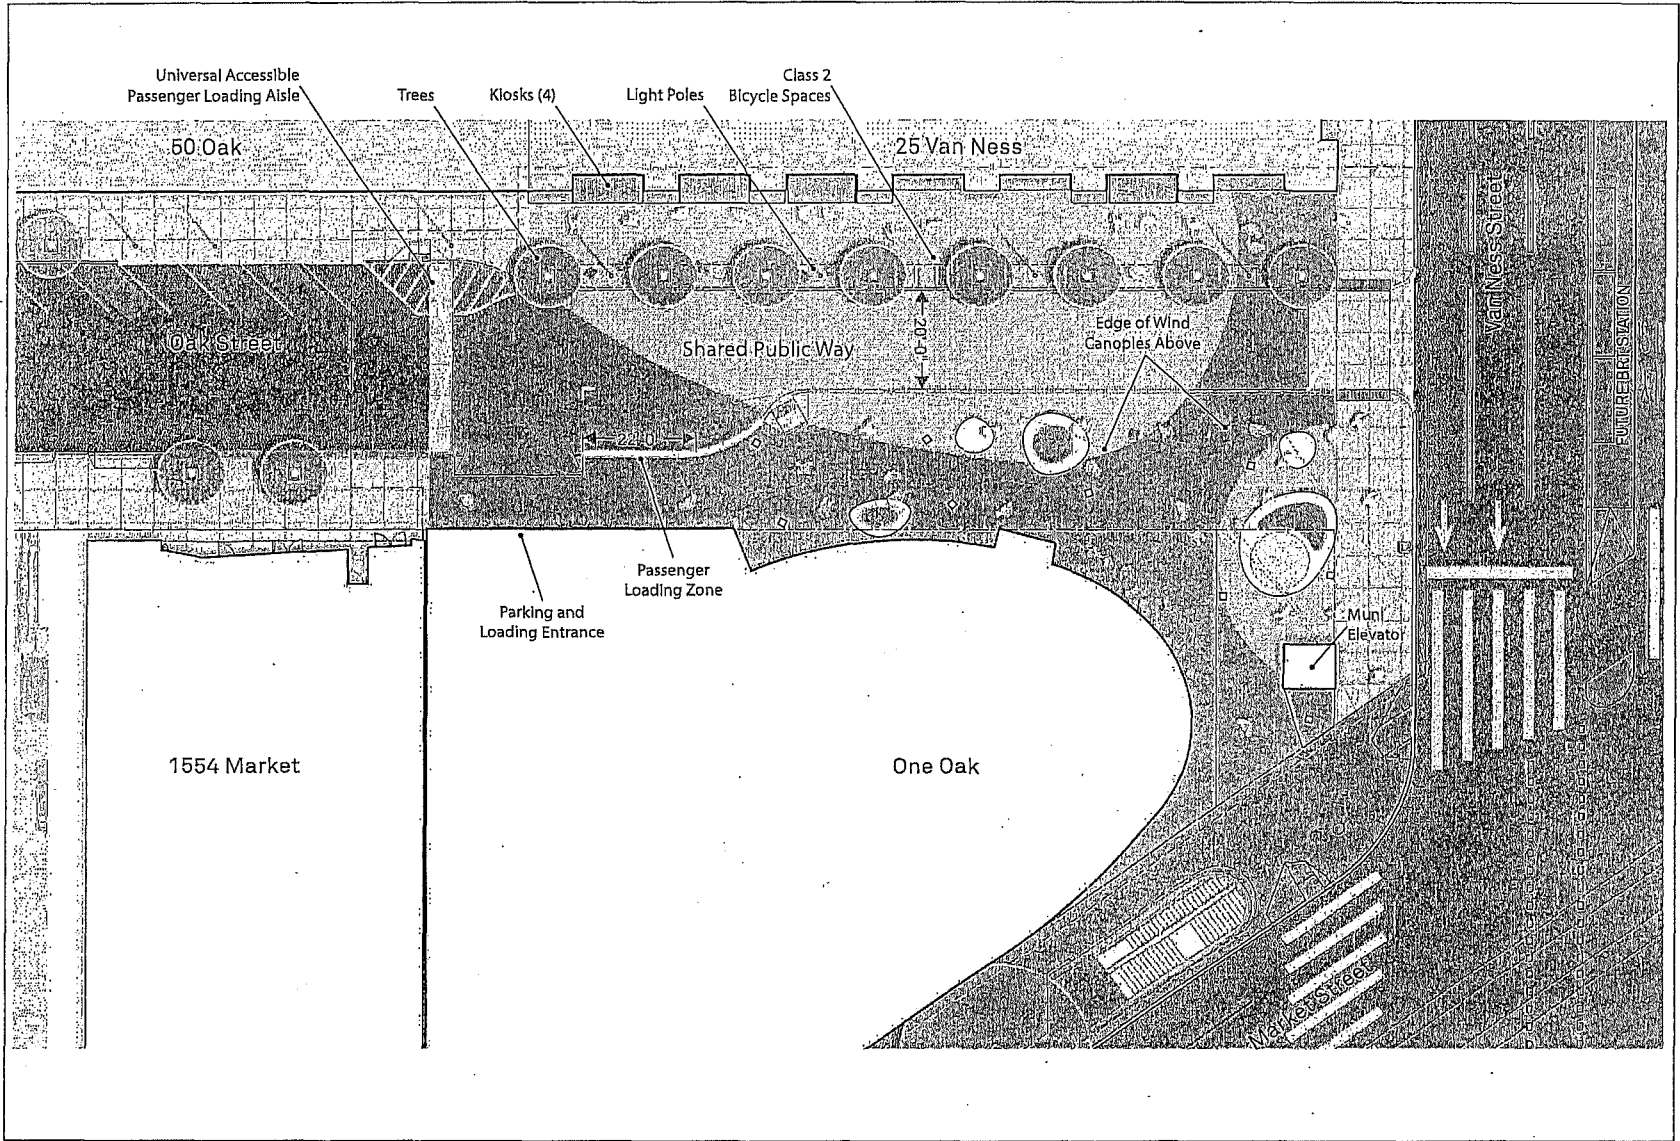 Universal Accessible
Passenger Loading Aisle
Trees
Kiosks (4)
Light Poles
Class 2
Bicycle Spaces
50 Oak
25 Van Ness
Van Ness Street
FUTURE BRT STATION
Oak Street
Shared Public Way
20'-0"
Edge of Wind
Canopies Above
22'-0"
Passenger
Loading Zone
Parking and
Loading Entrance
Muni
Elevator
1554 Market
One Oak
Market Street